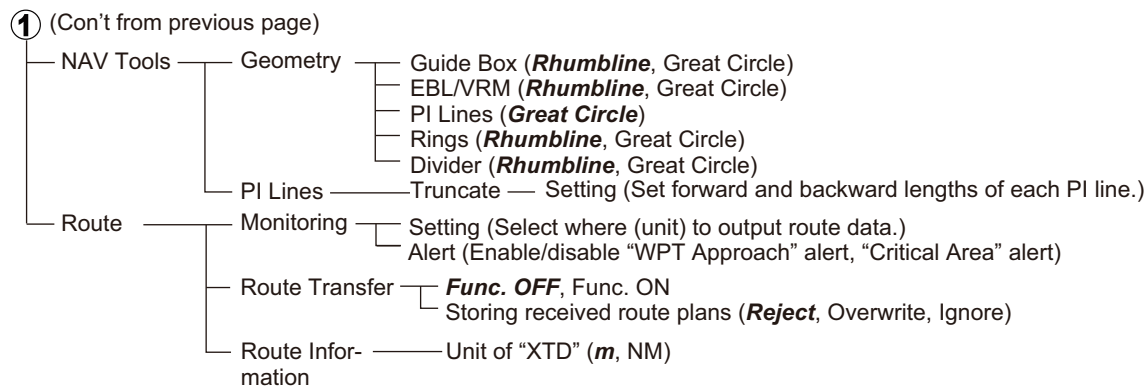 1 (Con’t from previous page)
NAV Tools Geometry Guide Box (Rhumbline, Great Circle)
EBL/VRM (Rhumbline, Great Circle)
PI Lines (Great Circle)
Rings (Rhumbline, Great Circle)
Divider (Rhumbline, Great Circle)
PI Lines Truncate Setting (Set forward and backward lengths of each PI line.)
Route Monitoring Setting (Select where (unit) to output route data.)
Alert (Enable/disable “WPT Approach” alert, “Critical Area” alert)
Route Transfer Func. OFF, Func. ON
Storing received route plans (Reject, Overwrite, Ignore)
Route Infor- Unit of “XTD” (m, NM)
mation